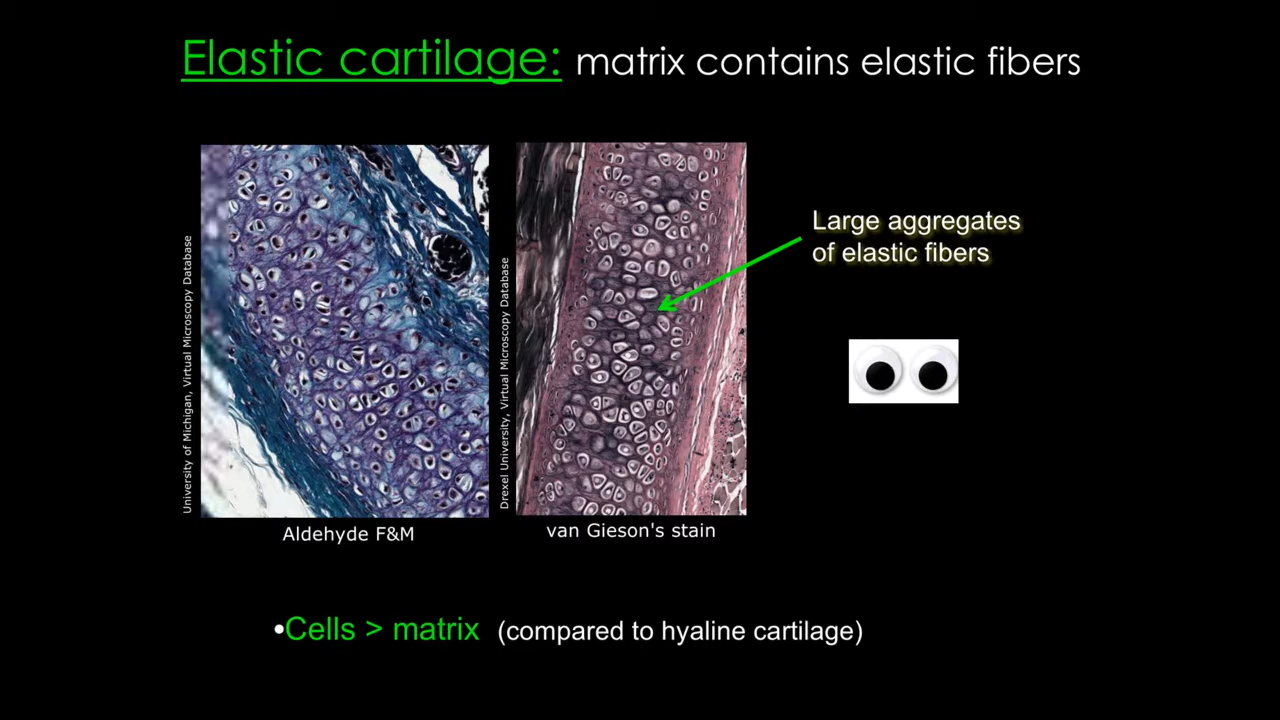 Elastic cartilage: matrix contains elastic fibers
University of Michigan, Virtual Microscopy Database
Drexel University, Virtual Microscopy Database
Large aggregates
of elastic fibers
Aldehyde F&M
van Gieson's stain
•Cells > matrix (compared to hyaline cartilage)